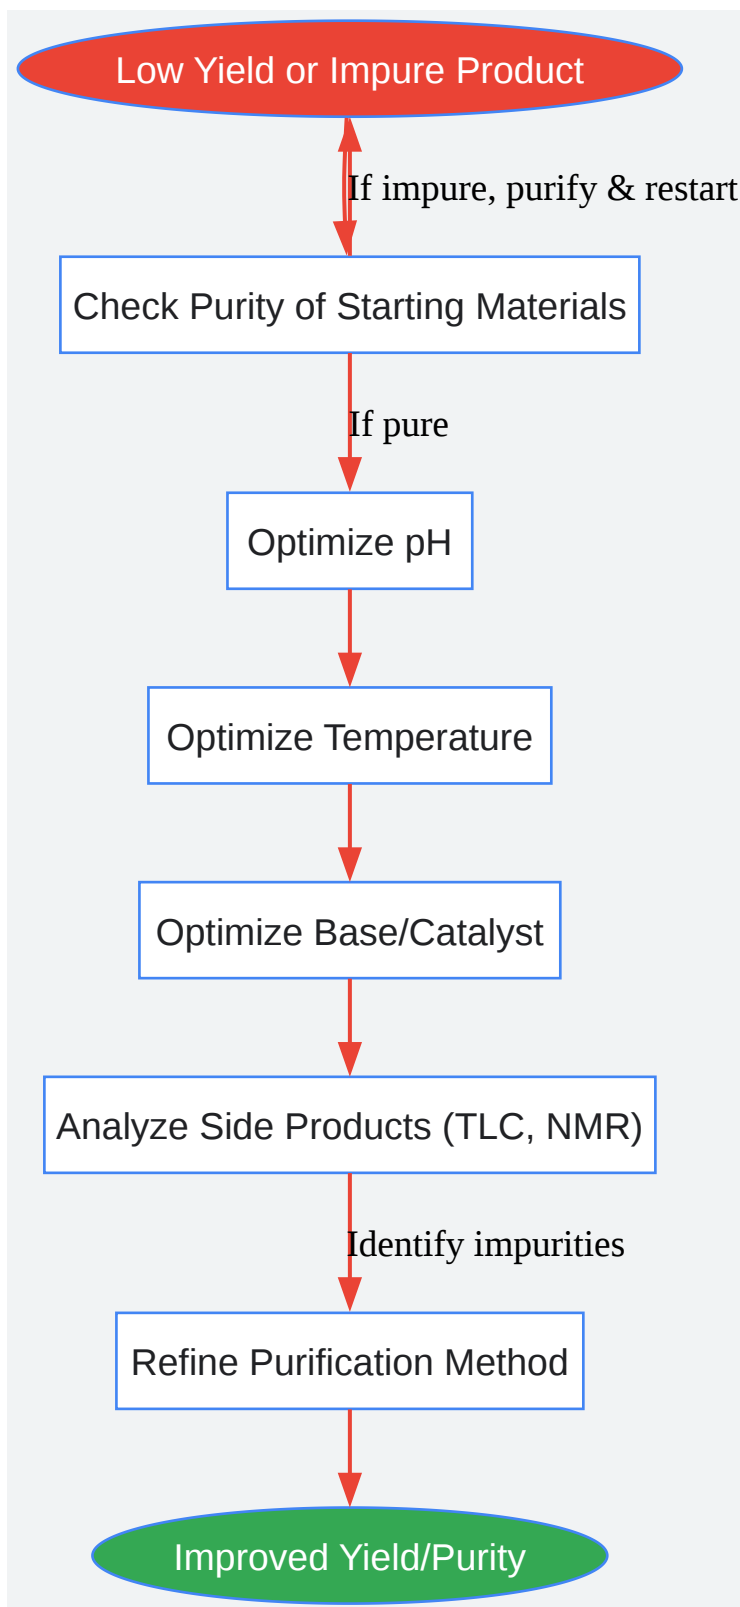 Low Yield or Impure Product
If impure, purify & restart
Check Purity of Starting Materials
If pure
Optimize pH
Optimize Temperature
Optimize Base/Catalyst
Analyze Side Products (TLC, NMR)
Identify impurities
Refine Purification Method
Improved Yield/Purity